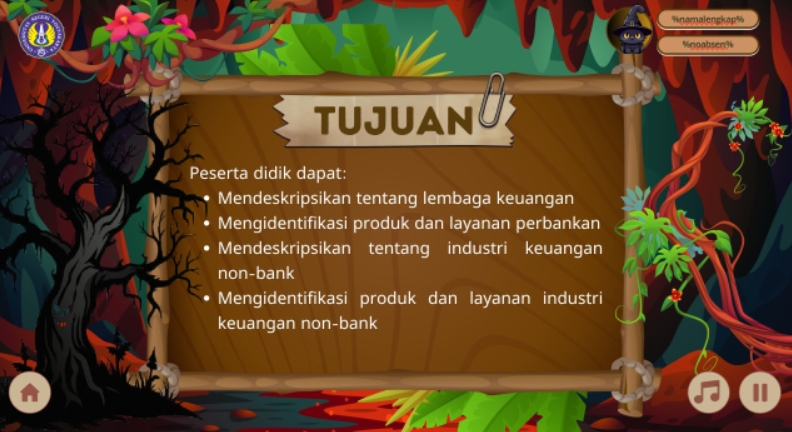 %namalengkap%
%noabsen%
TUJUAN
Peserta didik dapat:
• Mendeskripsikan tentang lembaga keuangan
• Mengidentifikasi produk dan layanan perbankan
• Mendeskripsikan tentang industri keuangan
non-bank
• Mengidentifikasi produk dan layanan industri
keuangan non-bank